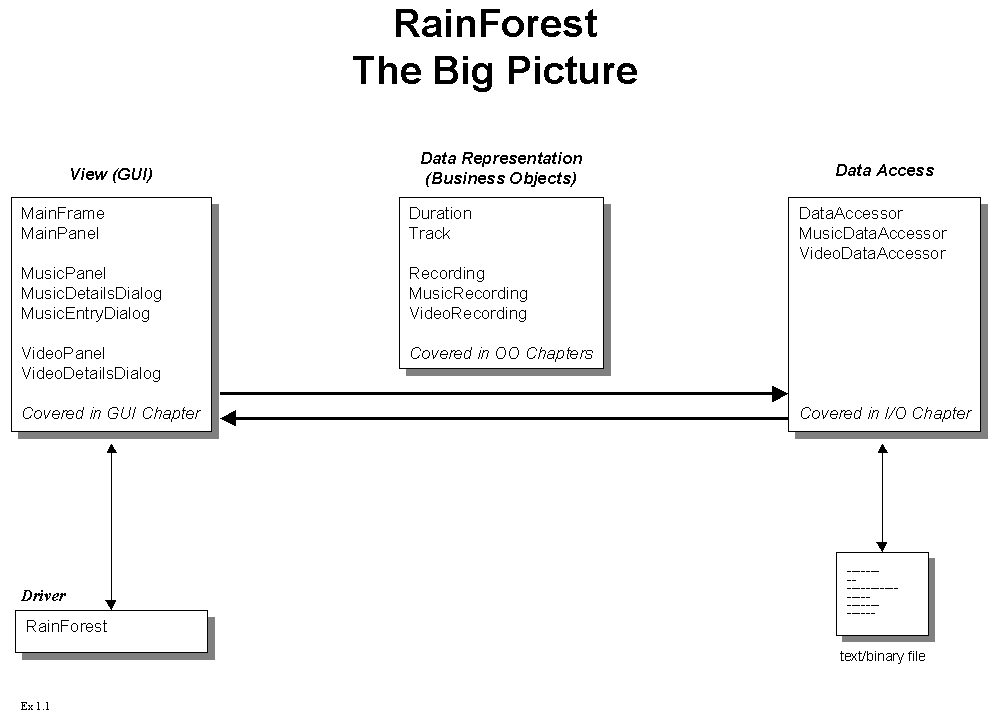 RainForest
The Big Picture
View (GUI)
MainFrame
MainPanel
MusicPanel
MusicDetailsDialog
MusicEntryDialog
VideoPanel
VideoDetailsDialog
Covered in GUI Chapter
Data Representation
(Business Objects)
Duration
Track
Recording
MusicRecording
VideoRecording
Covered in OO Chapters
Data Access
DataAccessor
MusicDataAccessor
VideoDataAccessor
Covered in I/O Chapter
Driver
RainForest
text/binary file
Ex 1.1